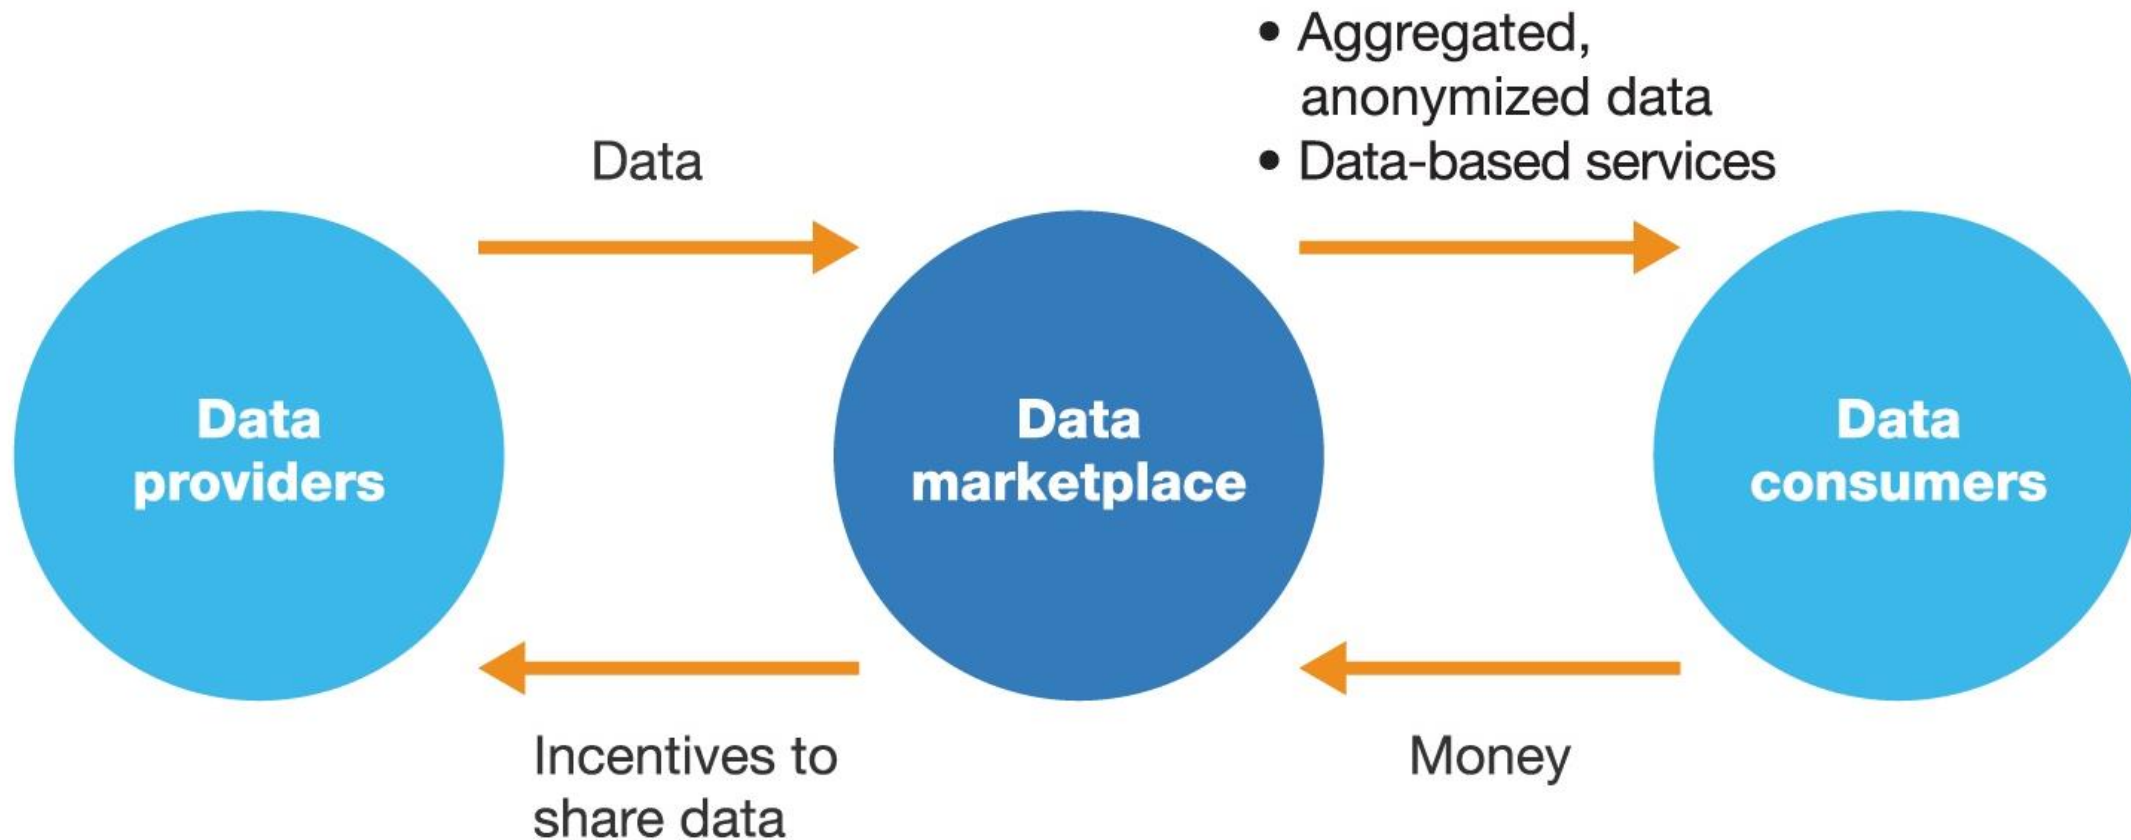 • Aggregated,
anonymized data
• Data-based services
Data
Data
providers
Data
marketplace
Data
consumers
Incentives to
share data
Money